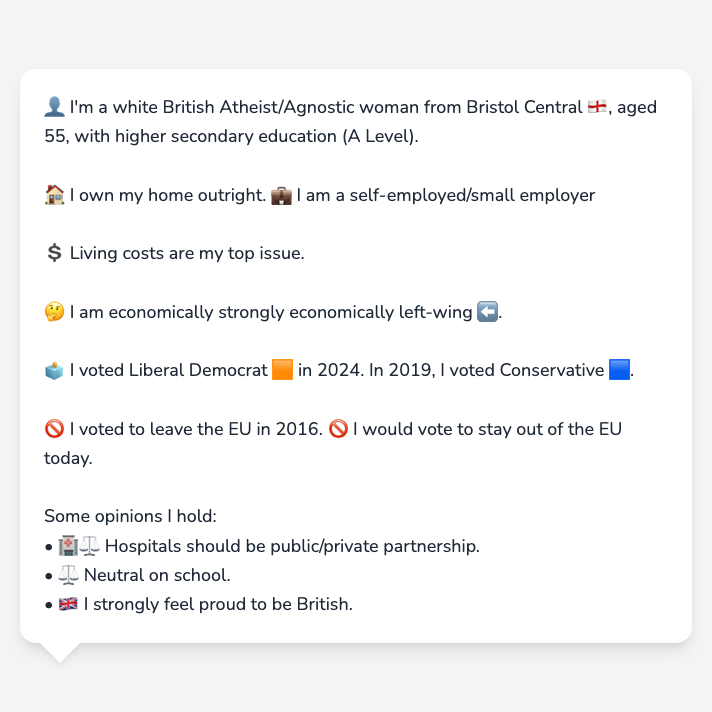 👤 I'm a white British Atheist/Agnostic woman from Bristol Central 🏴󠁧󠁢󠁥󠁮󠁧󠁿, aged
55, with higher secondary education (A Level).
🏠 I own my home outright. 💼 I am a self-employed/small employer
💲 Living costs are my top issue.
🤔 I am economically strongly economically left-wing ⬅️.
🗳️ I voted Liberal Democrat 🟧 in 2024. In 2019, I voted Conservative 🟦.
🚫 I voted to leave the EU in 2016. 🚫 I would vote to stay out of the EU
today.
Some opinions I hold:
• 🏥⚖️ Hospitals should be public/private partnership.
• ⚖️ Neutral on school.
• 🇬🇧 I strongly feel proud to be British.